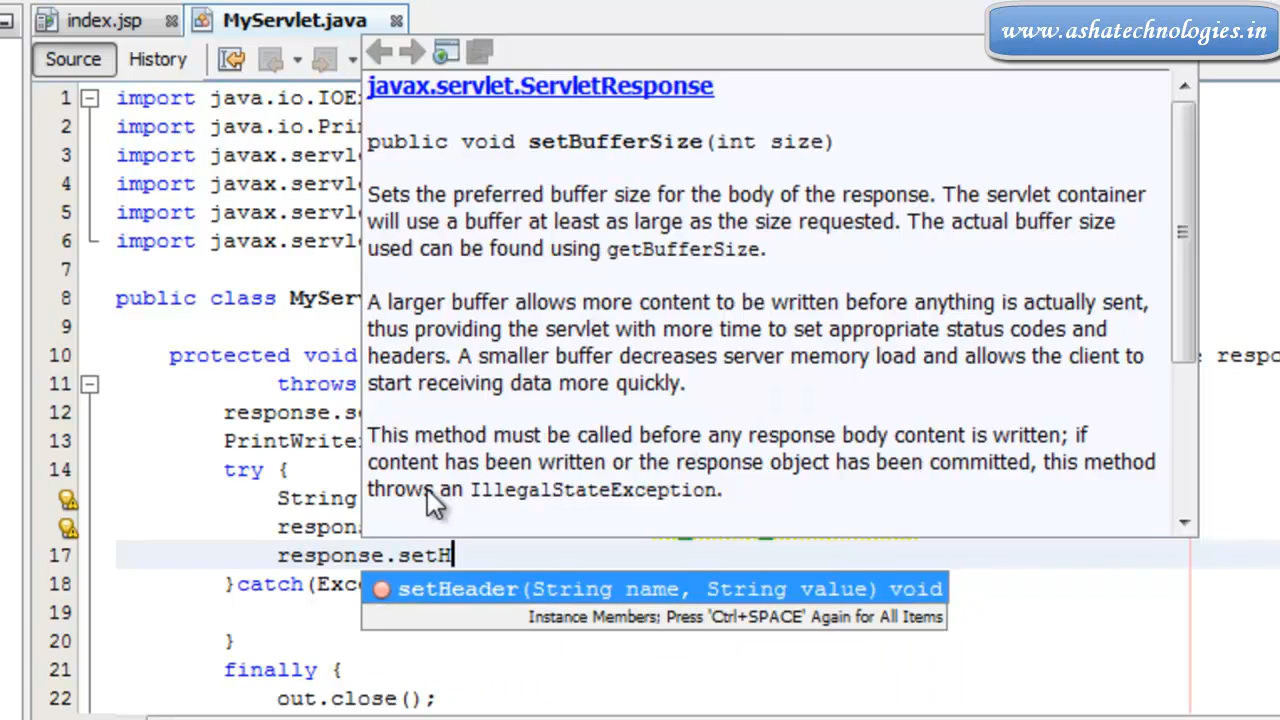 index.jsp
MyServlet.java
www.ashatechnologies.in
Source
History
javax.servlet.ServletResponse
public void setBufferSize(int size)
Sets the preferred buffer size for the body of the response. The servlet container
will use a buffer at least as large as the size requested. The actual buffer size
used can be found using getBufferSize.
A larger buffer allows more content to be written before anything is actually sent,
thus providing the servlet with more time to set appropriate status codes and
headers. A smaller buffer decreases server memory load and allows the client to
start receiving data more quickly.
This method must be called before any response body content is written; if
content has been written or the response object has been committed, this method
throws an IllegalStateException.
1 import java.io.IOEx
2 import java.io.Pri
3 import javax.servl
4 import javax.servl
5 import javax.servl
6 import javax.servl
7
8 public class MyServ
9
10 protected void e respo
11 throws
12 response.se
13 PrintWriter
14 try {
String
respons
17 response.setH
setHeader(String name, String value) void
Instance Members; Press 'Ctrl+SPACE' Again for All Items
18 }catch(Exc
19
20 }
21 finally {
22 out.close();